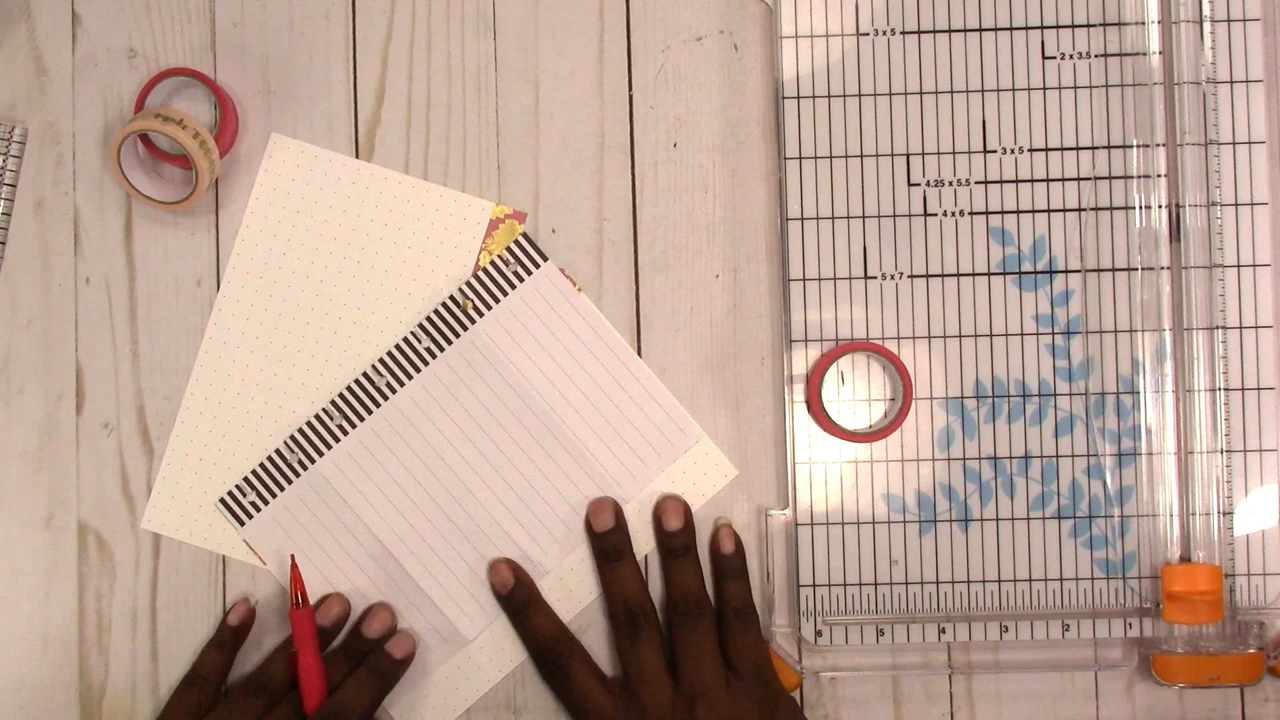 3 x 5
2 x 3.5
3 x 5
4.25 x 5.5
4 x 6
5 x 7
6 5 4 3 2 1